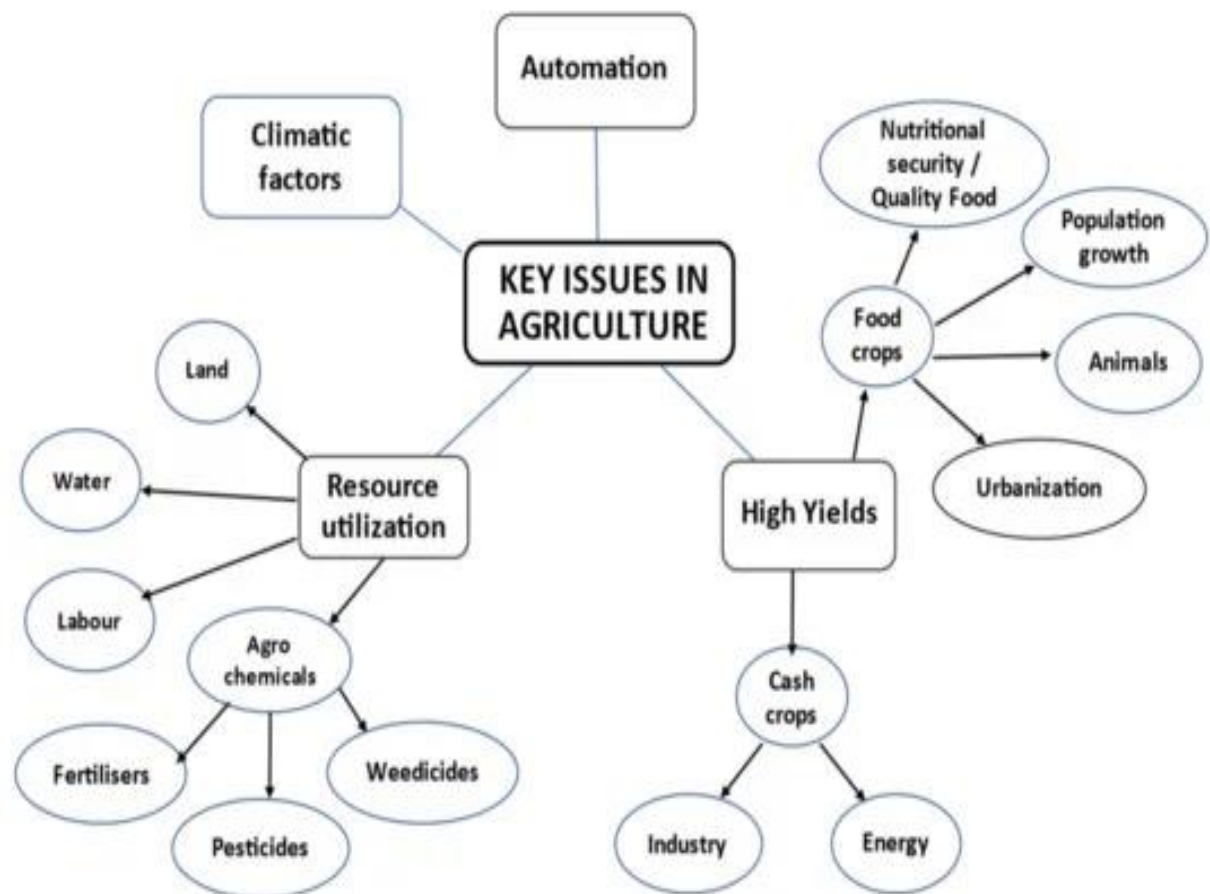 Automation
Climatic
factors
Nutritional
security /
Quality Food
Population
growth
KEY ISSUES IN
AGRICULTURE
Food
crops
Animals
Land
Water
Resource
utilization
High Yields
Urbanization
Labour
Agro
chemicals
Cash
crops
Fertilisers
Weedicides
Pesticides
Industry
Energy